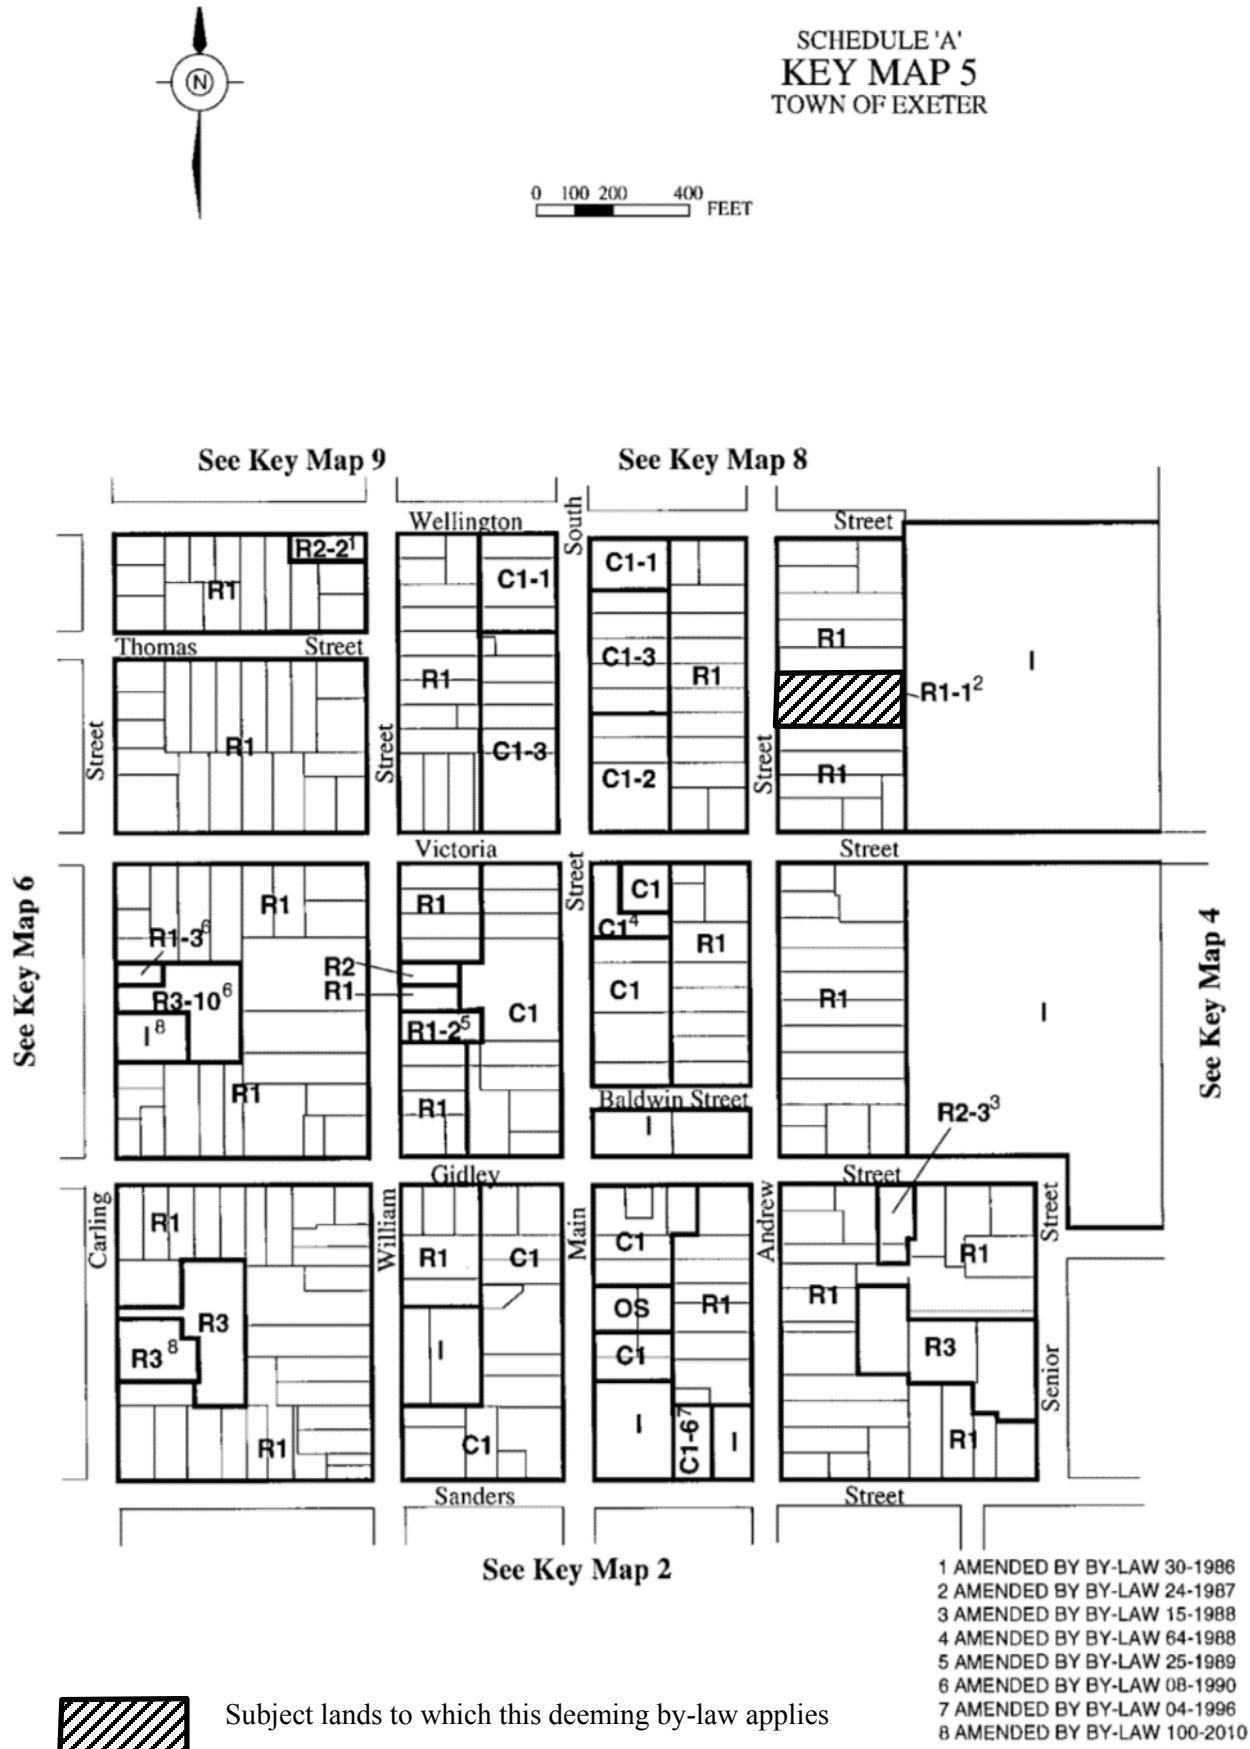 SCHEDULE 'A'
KEY MAP 5
TOWN OF EXETER
N
0 100 200 400 FEET
See Key Map 9
See Key Map 8
Wellington
South
Street
R2-2¹
C1-1
C1-1
R1
R1
Thomas Street
C1-3
R1
R1
I
R1-1²
Street
R1
Street
C1-3
C1-2
Street
R1
Victoria
Street
Street
R1
R1
C1
R1-3⁶
C1⁴
R1
R2
R1
R3-10⁶
C1
C1
R1
I
I⁸
R1-2⁵
R1
R1
Baldwin Street
I
R2-3³
See Key Map 6
See Key Map 4
Gidley
Street
Carling
William
Main
Andrew
Street
R1
R1
C1
C1
R1
R3
OS
R1
R1
R3⁸
I
C1
R3
Senior
R1
C1
I
C1-6⁷
I
R1
Sanders
Street
See Key Map 2
1 AMENDED BY BY-LAW 30-1986
2 AMENDED BY BY-LAW 24-1987
3 AMENDED BY BY-LAW 15-1988
4 AMENDED BY BY-LAW 64-1988
5 AMENDED BY BY-LAW 25-1989
6 AMENDED BY BY-LAW 08-1990
7 AMENDED BY BY-LAW 04-1996
8 AMENDED BY BY-LAW 100-2010
Subject lands to which this deeming by-law applies